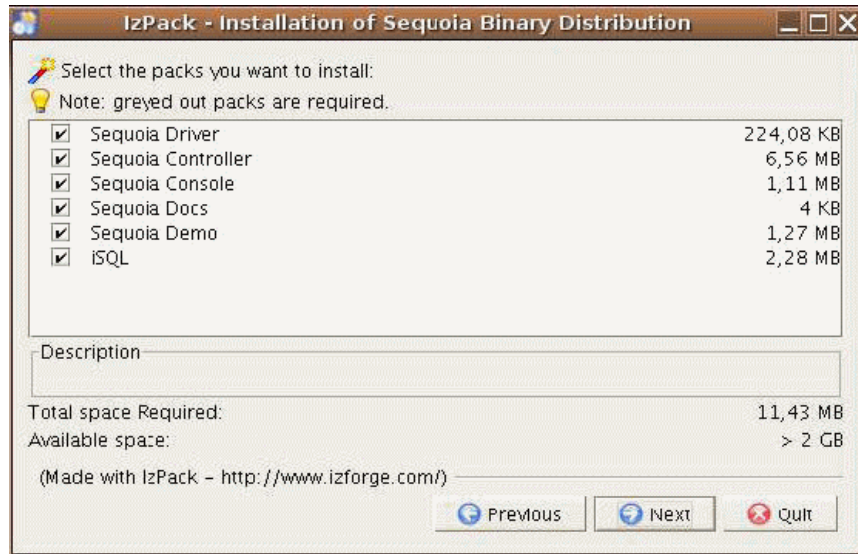 IzPack - Installation of Sequoia Binary Distribution
Select the packs you want to install:
Note: greyed out packs are required.
Sequoia Driver 224,08 KB
Sequoia Controller 6,56 MB
Sequoia Console 1,11 MB
Sequoia Docs 4 KB
Sequoia Demo 1,27 MB
iSQL 2,28 MB
Description
Total space Required: 11,43 MB
Available space: > 2 GB
(Made with IzPack - http://www.izforge.com/)
Previous Next Quit